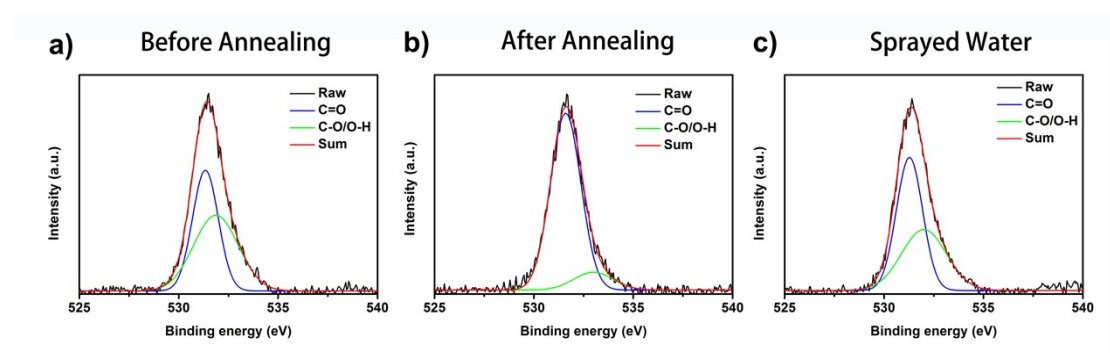 a) Before Annealing
Raw
C=O
C-O/O-H
Sum
Intensity (a.u.)
525 530 535 540
Binding energy (eV)
b) After Annealing
Raw
C=O
C-O/O-H
Sum
Intensity (a.u.)
525 530 535 540
Binding energy (eV)
c) Sprayed Water
Raw
C=O
C-O/O-H
Sum
Intensity (a.u.)
525 530 535 540
Binding energy (eV)